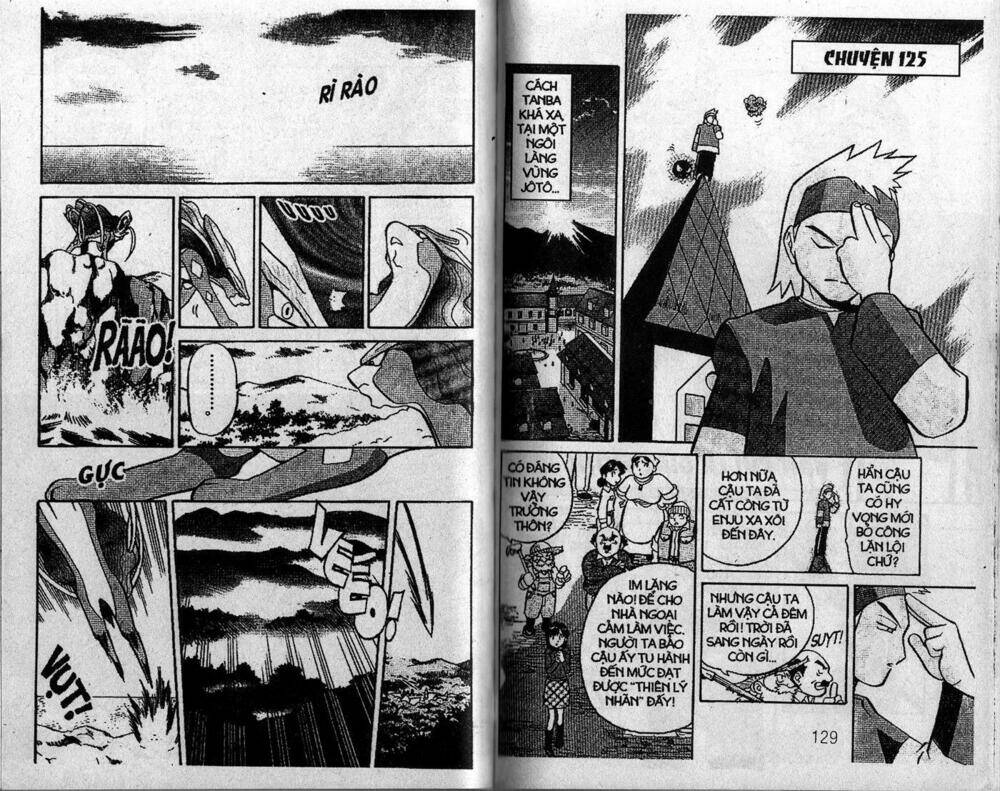 CHUYỆN 125
CÁCH
TANBA
KHÁ XA,
TẠI MỘT
NGÔI
LÀNG
VÙNG
JÔTÔ...
HẲN CẬU
TA CŨNG
CÓ HY
VỌNG MỚI
BỎ CÔNG
LẶN LỘI
CHỨ?
HƠN NỮA
CẬU TA ĐÃ
CẤT CÔNG TỪ
ENJU XA XÔI
ĐẾN ĐÂY.
CÓ ĐÁNG
TIN KHÔNG
VẬY
TRƯỞNG
THÔN?
IM LẶNG
NÀO! ĐỂ CHO
NHÀ NGOẠI
CẢM LÀM VIỆC.
NGƯỜI TA BẢO
CẬU ẤY TU HÀNH
ĐẾN MỨC ĐẠT
ĐƯỢC "THIÊN LÝ
NHÃN" ĐẤY!
NHƯNG CẬU TA
LÀM VẬY CẢ ĐÊM
RỒI! TRỜI ĐÃ
SANG NGÀY RỒI
CÒN GÌ...
SUỴT!
129
RÌ RÀO
UUUU
RÃÃO!
.........
GỰC
VỤT!